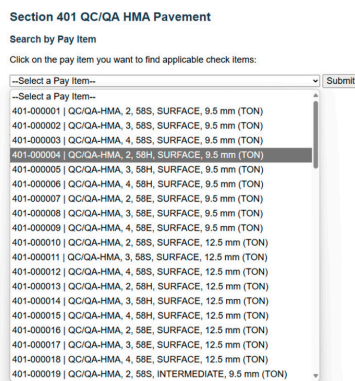 Section 401 QC/QA HMA Pavement
Search by Pay Item
Click on the pay item you want to find applicable check items:
--Select a Pay Item-- Submit
--Select a Pay Item--
401-000001 | QC/QA-HMA, 2, 58S, SURFACE, 9.5 mm (TON)
401-000002 | QC/QA-HMA, 3, 58S, SURFACE, 9.5 mm (TON)
401-000003 | QC/QA-HMA, 4, 58S, SURFACE, 9.5 mm (TON)
401-000004 | QC/QA-HMA, 2, 58H, SURFACE, 9.5 mm (TON)
401-000005 | QC/QA-HMA, 3, 58H, SURFACE, 9.5 mm (TON)
401-000006 | QC/QA-HMA, 4, 58H, SURFACE, 9.5 mm (TON)
401-000007 | QC/QA-HMA, 2, 58E, SURFACE, 9.5 mm (TON)
401-000008 | QC/QA-HMA, 3, 58E, SURFACE, 9.5 mm (TON)
401-000009 | QC/QA-HMA, 4, 58E, SURFACE, 9.5 mm (TON)
401-000010 | QC/QA-HMA, 2, 58S, SURFACE, 12.5 mm (TON)
401-000011 | QC/QA-HMA, 3, 58S, SURFACE, 12.5 mm (TON)
401-000012 | QC/QA-HMA, 4, 58S, SURFACE, 12.5 mm (TON)
401-000013 | QC/QA-HMA, 2, 58H, SURFACE, 12.5 mm (TON)
401-000014 | QC/QA-HMA, 3, 58H, SURFACE, 12.5 mm (TON)
401-000015 | QC/QA-HMA, 4, 58H, SURFACE, 12.5 mm (TON)
401-000016 | QC/QA-HMA, 2, 58E, SURFACE, 12.5 mm (TON)
401-000017 | QC/QA-HMA, 3, 58E, SURFACE, 12.5 mm (TON)
401-000018 | QC/QA-HMA, 4, 58E, SURFACE, 12.5 mm (TON)
401-000019 | QC/QA-HMA, 2, 58S, INTERMEDIATE, 9.5 mm (TON)